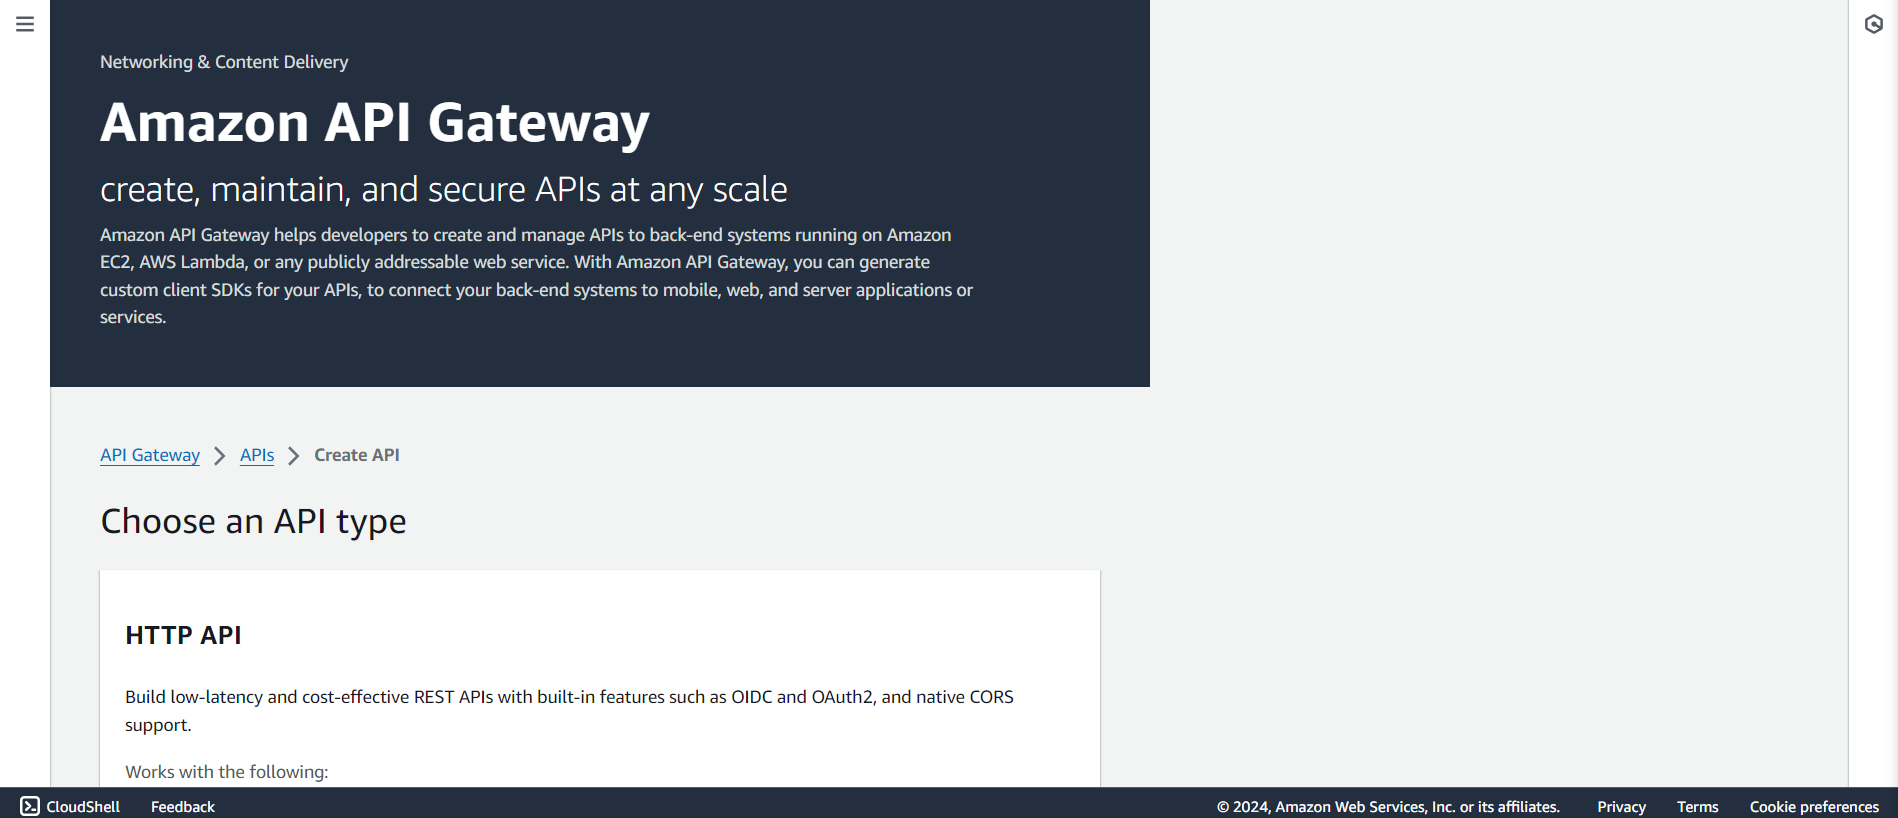 Networking & Content Delivery
Amazon API Gateway
create, maintain, and secure APIs at any scale
Amazon API Gateway helps developers to create and manage APIs to back-end systems running on Amazon
EC2, AWS Lambda, or any publicly addressable web service. With Amazon API Gateway, you can generate
custom client SDKs for your APIs, to connect your back-end systems to mobile, web, and server applications or
services.
API Gateway APIs Create API
Choose an API type
HTTP API
Build low-latency and cost-effective REST APIs with built-in features such as OIDC and OAuth2, and native CORS
support.
Works with the following:
CloudShell Feedback © 2024, Amazon Web Services, Inc. or its affiliates. Privacy Terms Cookie preferences